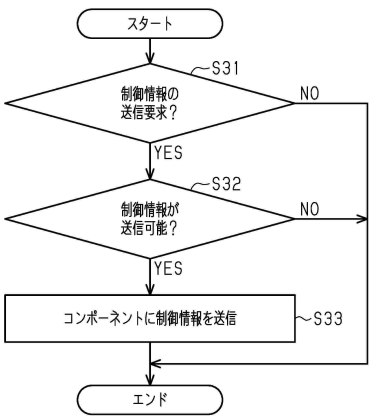 スタート
S31
制御情報の
送信要求？
NO
YES
S32
制御情報が
送信可能？
NO
YES
コンポーネントに制御情報を送信
S33
エンド